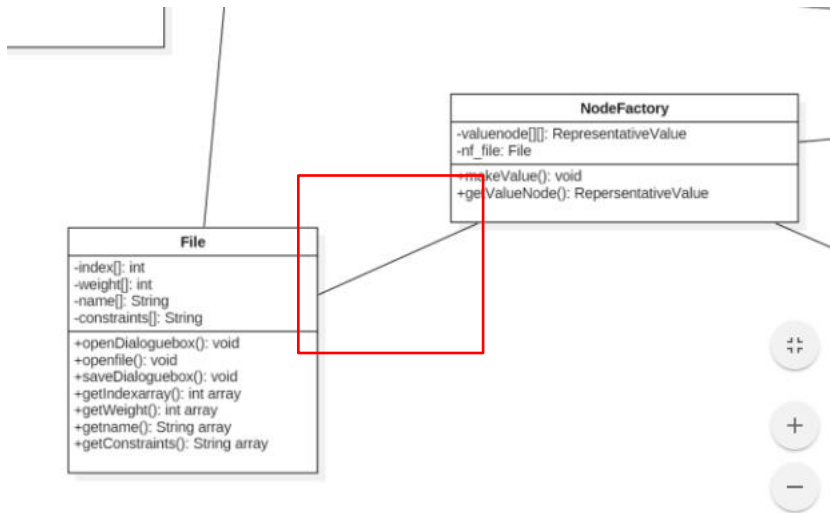 NodeFactory
-valuenode[][]: RepresentativeValue
-nf_file: File
+makeValue(): void
+getValueNode(): RepersentativeValue
File
-index[]: int
-weight[]: int
-name[]: String
-constraints[]: String
+openDialoguebox(): void
+openfile(): void
+saveDialoguebox(): void
+getIndexarray(): int array
+getWeight(): int array
+getname(): String array
+getConstraints(): String array